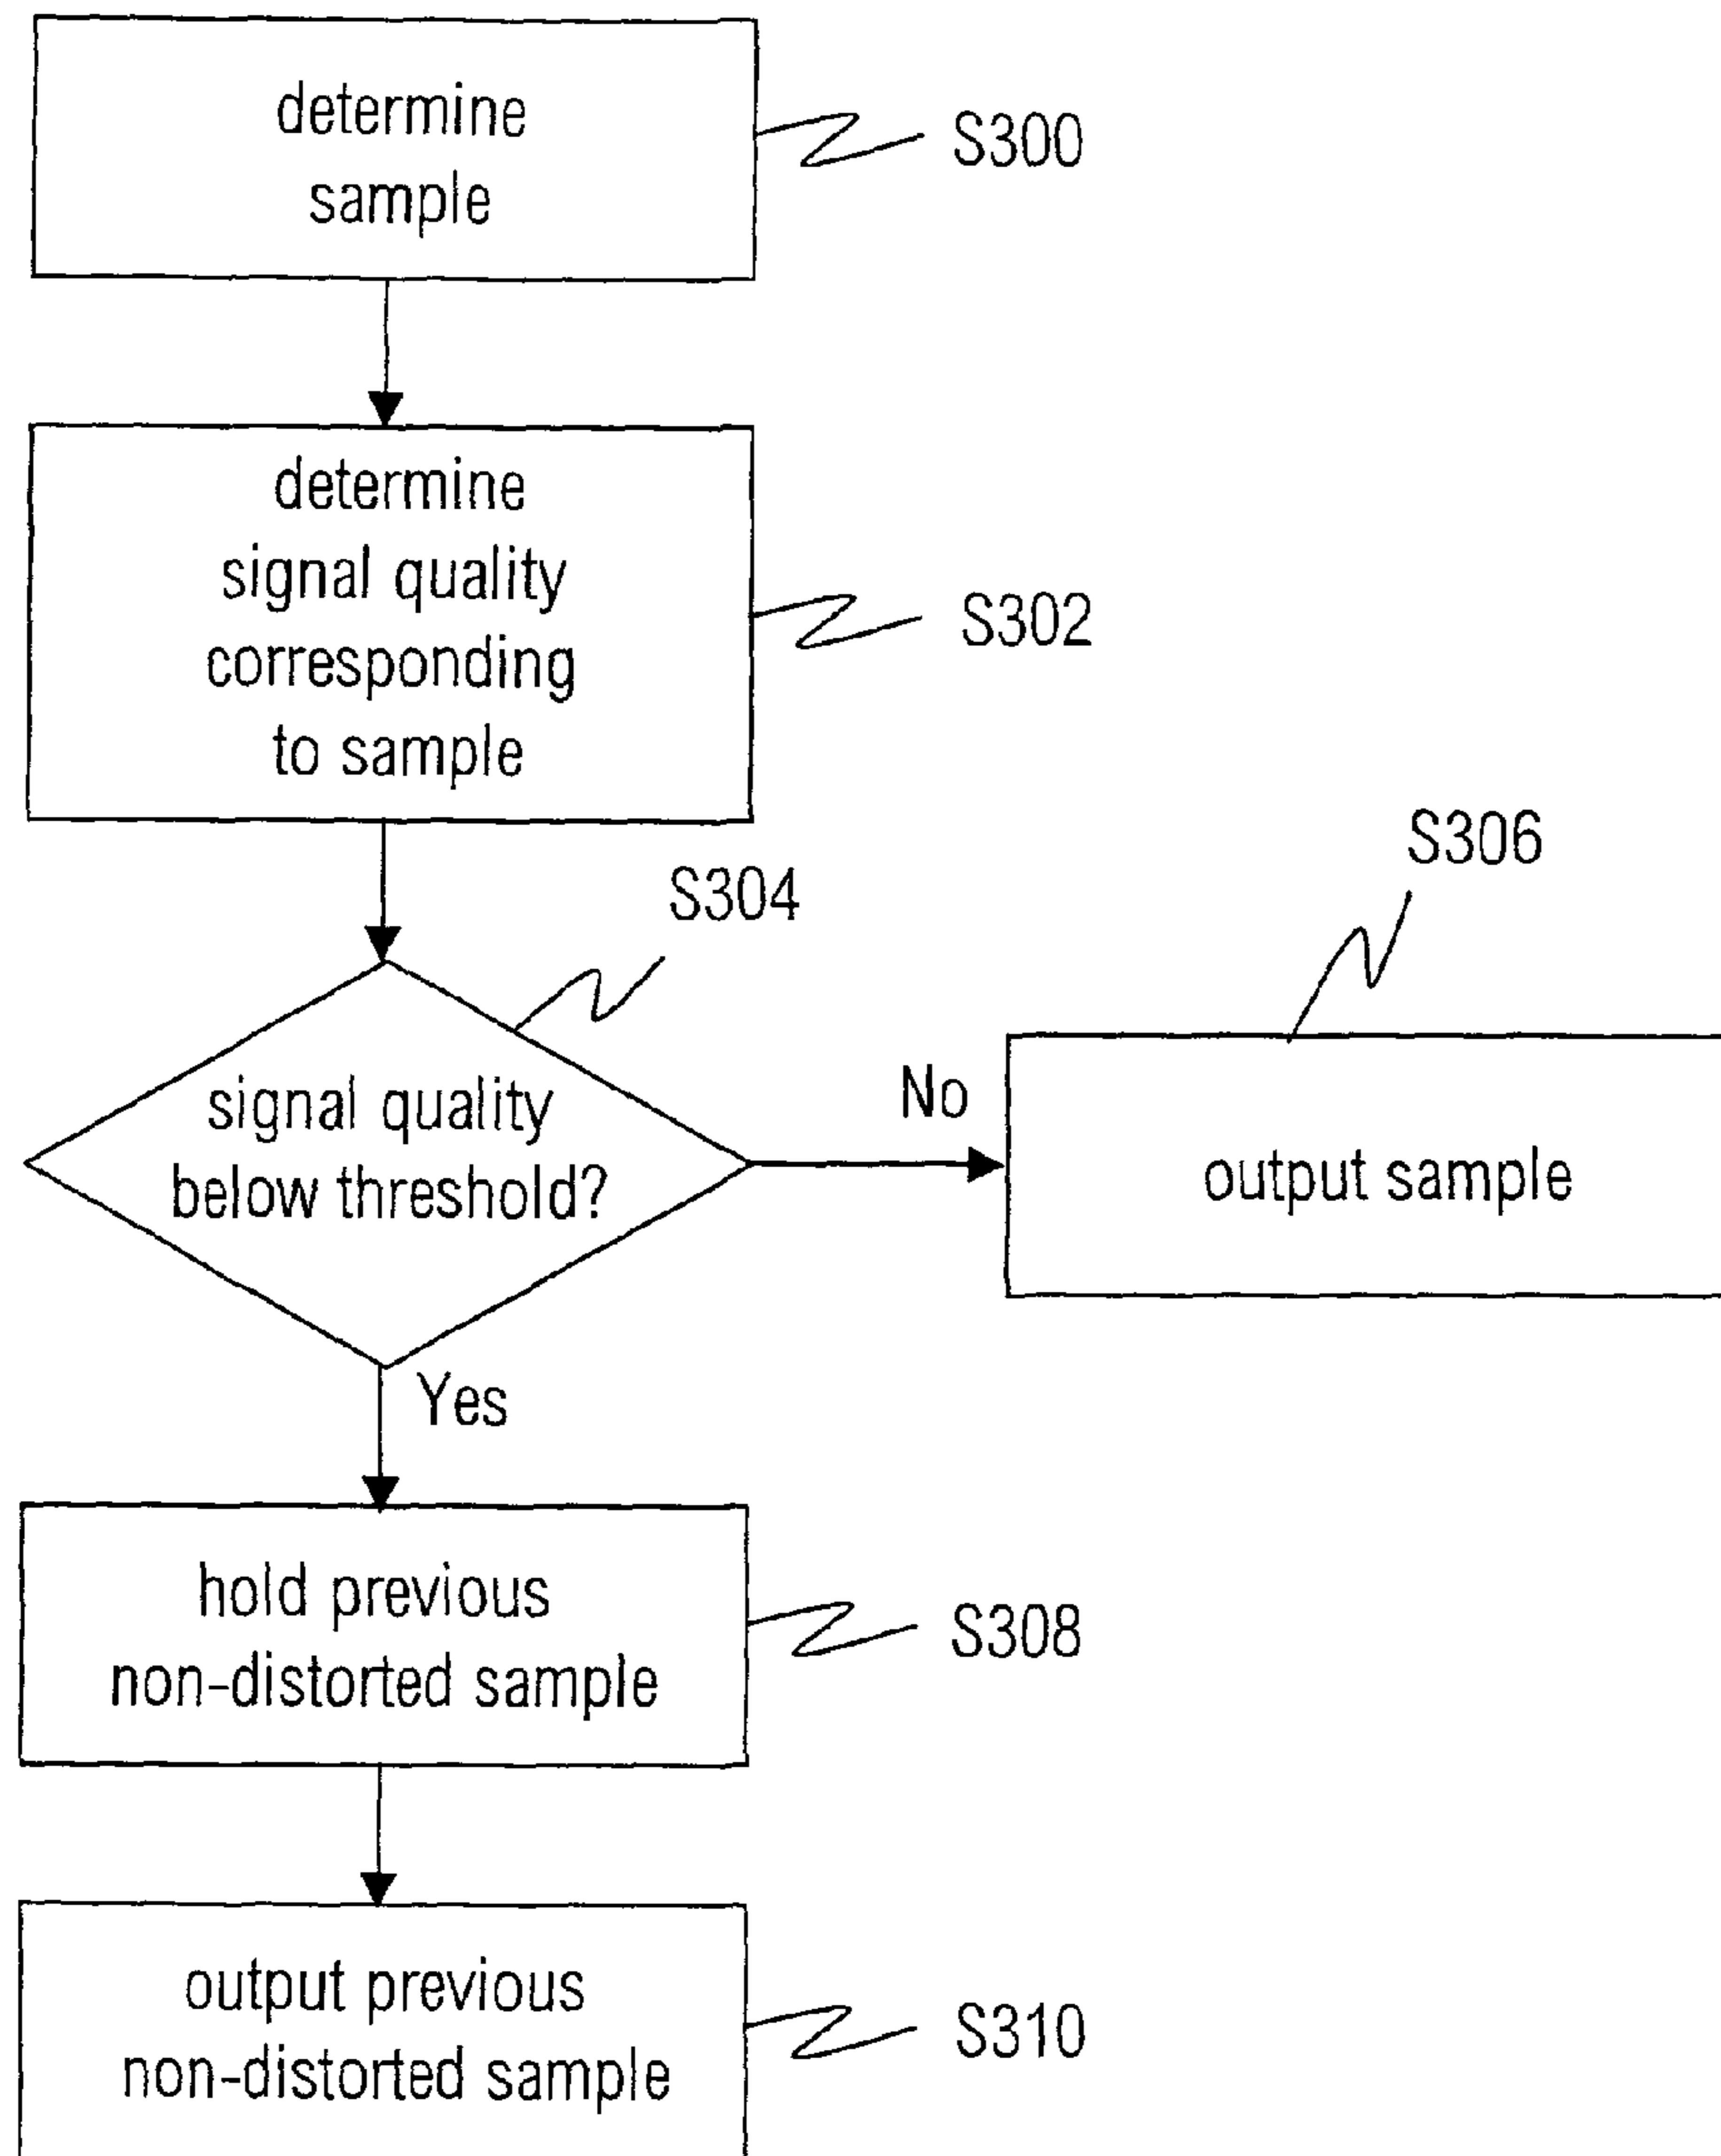 determine
sample
S300
determine
signal quality
corresponding
to sample
S302
S304
S306
signal quality
below threshold?
No
output sample
Yes
hold previous
non-distorted sample
S308
output previous
non-distorted sample
S310